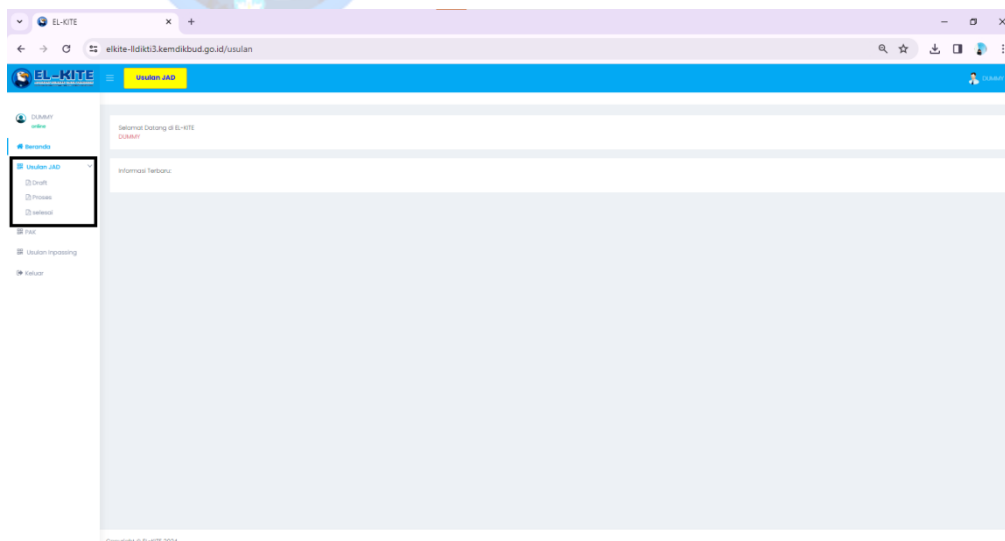 EL-KITE
elkite-lldikti3.kemdikbud.go.id/usulan
EL-KITE
Usulan JAD
DUMMY
DUMMY
online
Selamat Datang di EL-KITE
DUMMY
Beranda
Usulan JAD
Informasi Terbaru:
Draft
Proses
selesai
PAK
Usulan Inpassing
Keluar